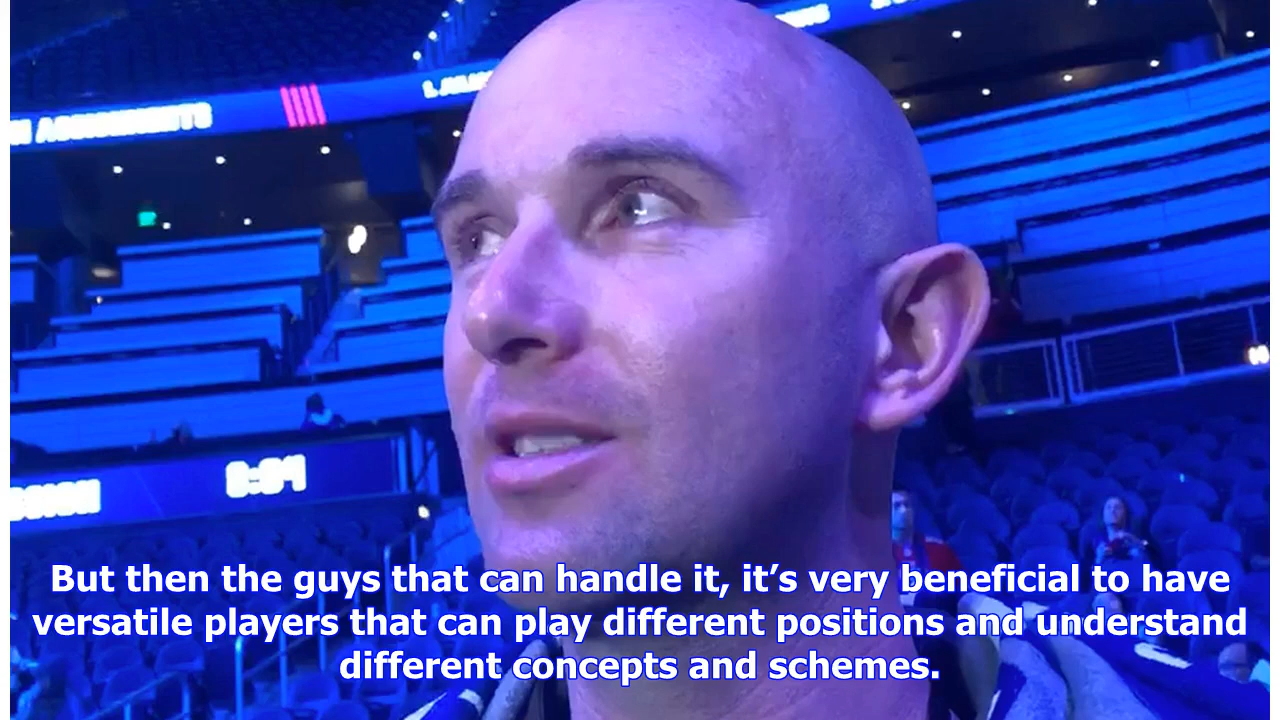 But then the guys that can handle it, it’s very beneficial to have
versatile players that can play different positions and understand
different concepts and schemes.